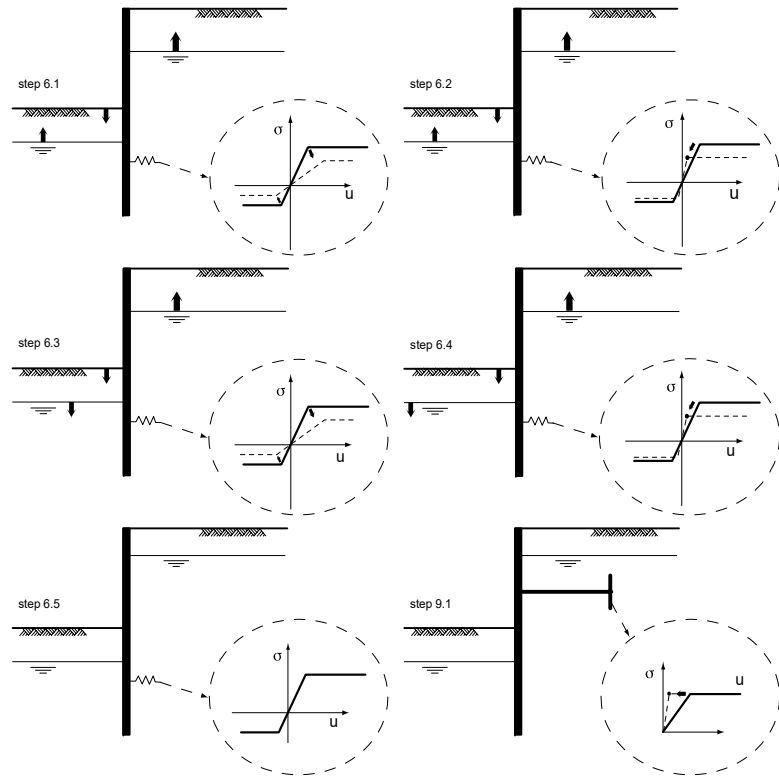 step 6.1
σ
u
step 6.2
σ
u
step 6.3
σ
u
step 6.4
σ
u
step 6.5
σ
u
step 9.1
σ
u